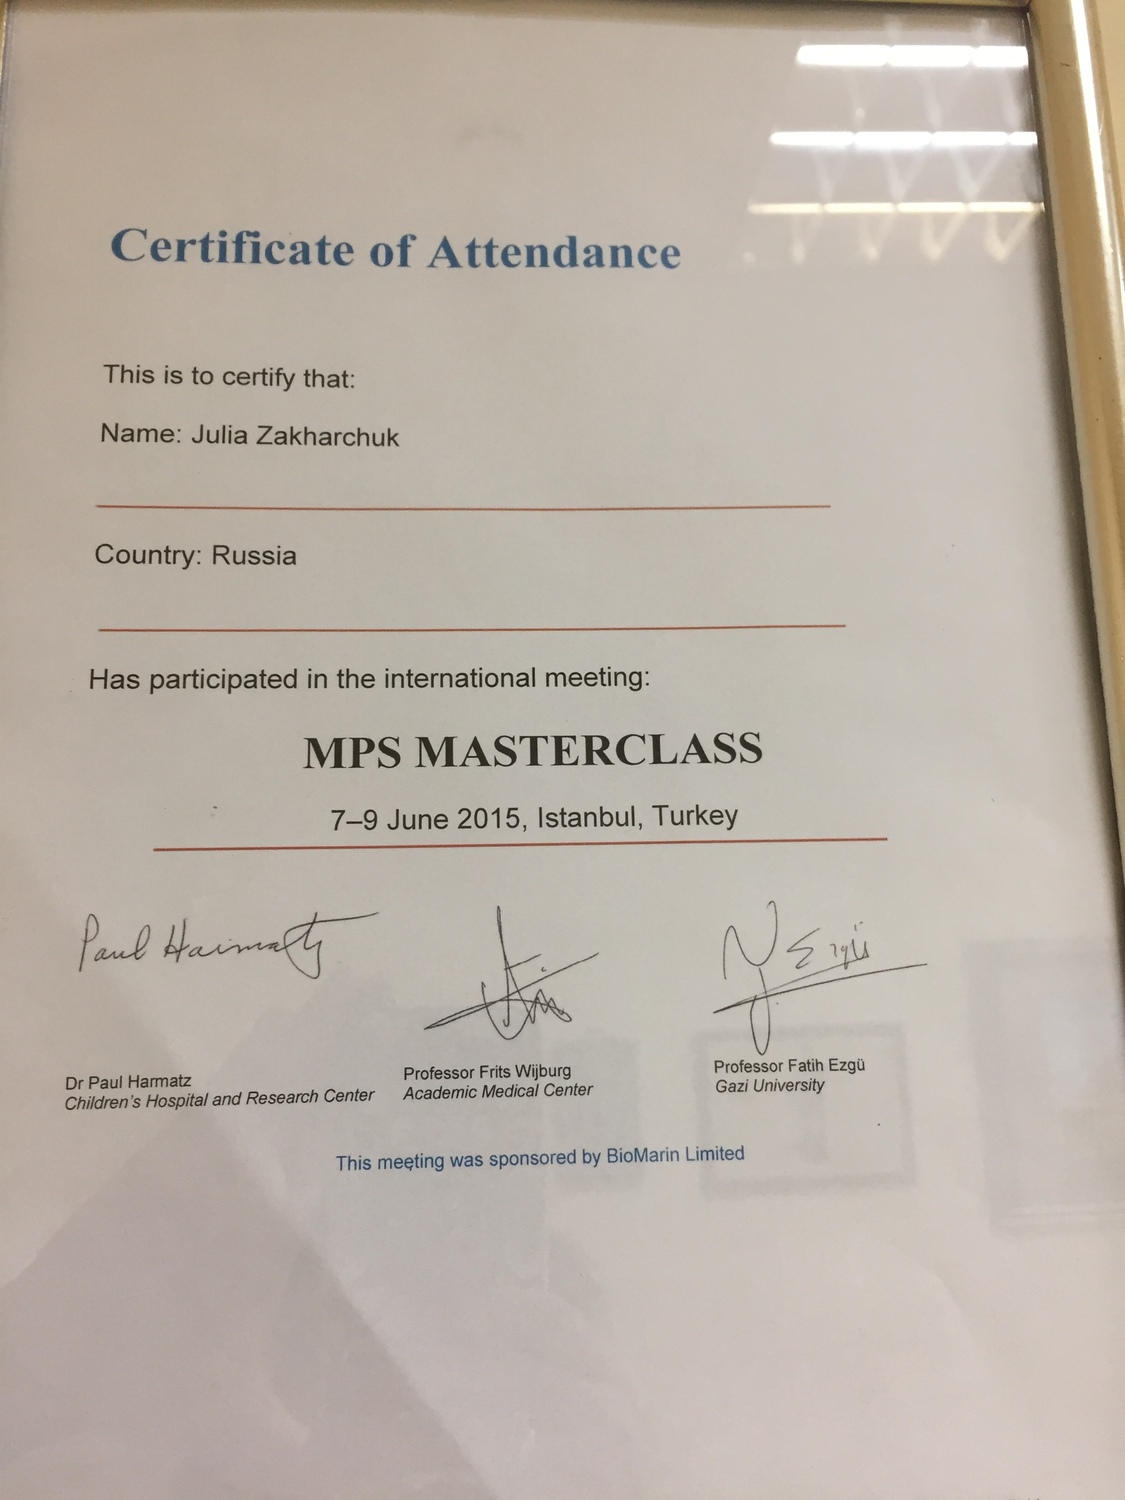 Certificate of Attendance
This is to certify that:
Name: Julia Zakharchuk
Country: Russia
Has participated in the international meeting:
MPS MASTERCLASS
7–9 June 2015, Istanbul, Turkey
Paul Harmatz
N Ezgü
Dr Paul Harmatz
Children's Hospital and Research Center
Professor Frits Wijburg
Academic Medical Center
Professor Fatih Ezgü
Gazi University
This meeting was sponsored by BioMarin Limited